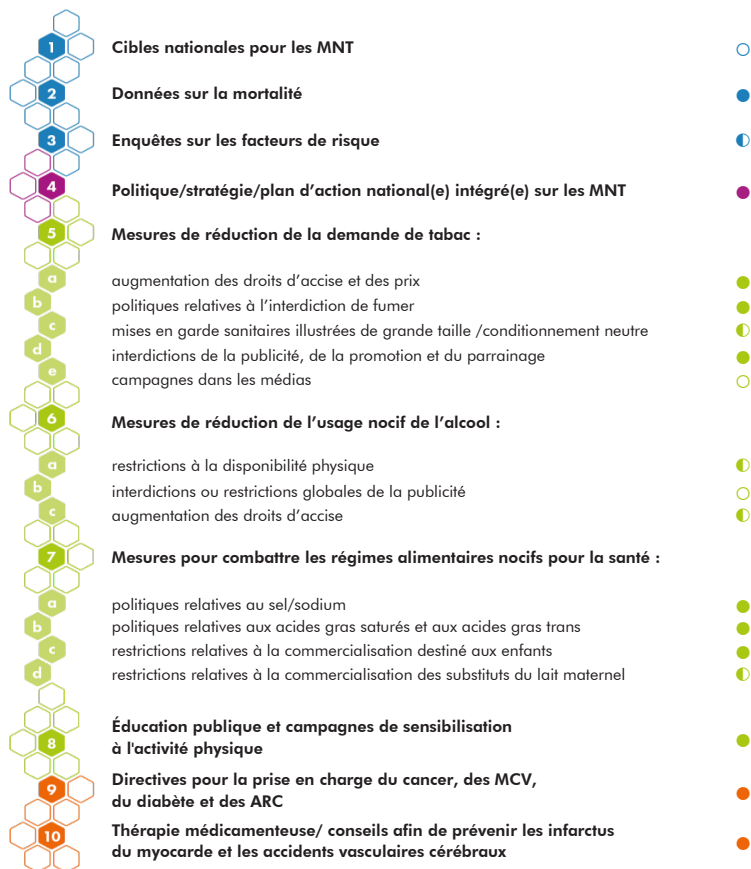 1 Cibles nationales pour les MNT
2 Données sur la mortalité
3 Enquêtes sur les facteurs de risque
4 Politique/stratégie/plan d’action national(e) intégré(e) sur les MNT
5 Mesures de réduction de la demande de tabac :
a augmentation des droits d’accise et des prix
b politiques relatives à l’interdiction de fumer
c mises en garde sanitaires illustrées de grande taille /conditionnement neutre
d interdictions de la publicité, de la promotion et du parrainage
e campagnes dans les médias
6 Mesures de réduction de l’usage nocif de l’alcool :
a restrictions à la disponibilité physique
b interdictions ou restrictions globales de la publicité
c augmentation des droits d’accise
7 Mesures pour combattre les régimes alimentaires nocifs pour la santé :
a politiques relatives au sel/sodium
b politiques relatives aux acides gras saturés et aux acides gras trans
c restrictions relatives à la commercialisation destiné aux enfants
d restrictions relatives à la commercialisation des substituts du lait maternel
8 Éducation publique et campagnes de sensibilisation
à l'activité physique
9 Directives pour la prise en charge du cancer, des MCV,
du diabète et des ARC
10 Thérapie médicamenteuse/ conseils afin de prévenir les infarctus
du myocarde et les accidents vasculaires cérébraux